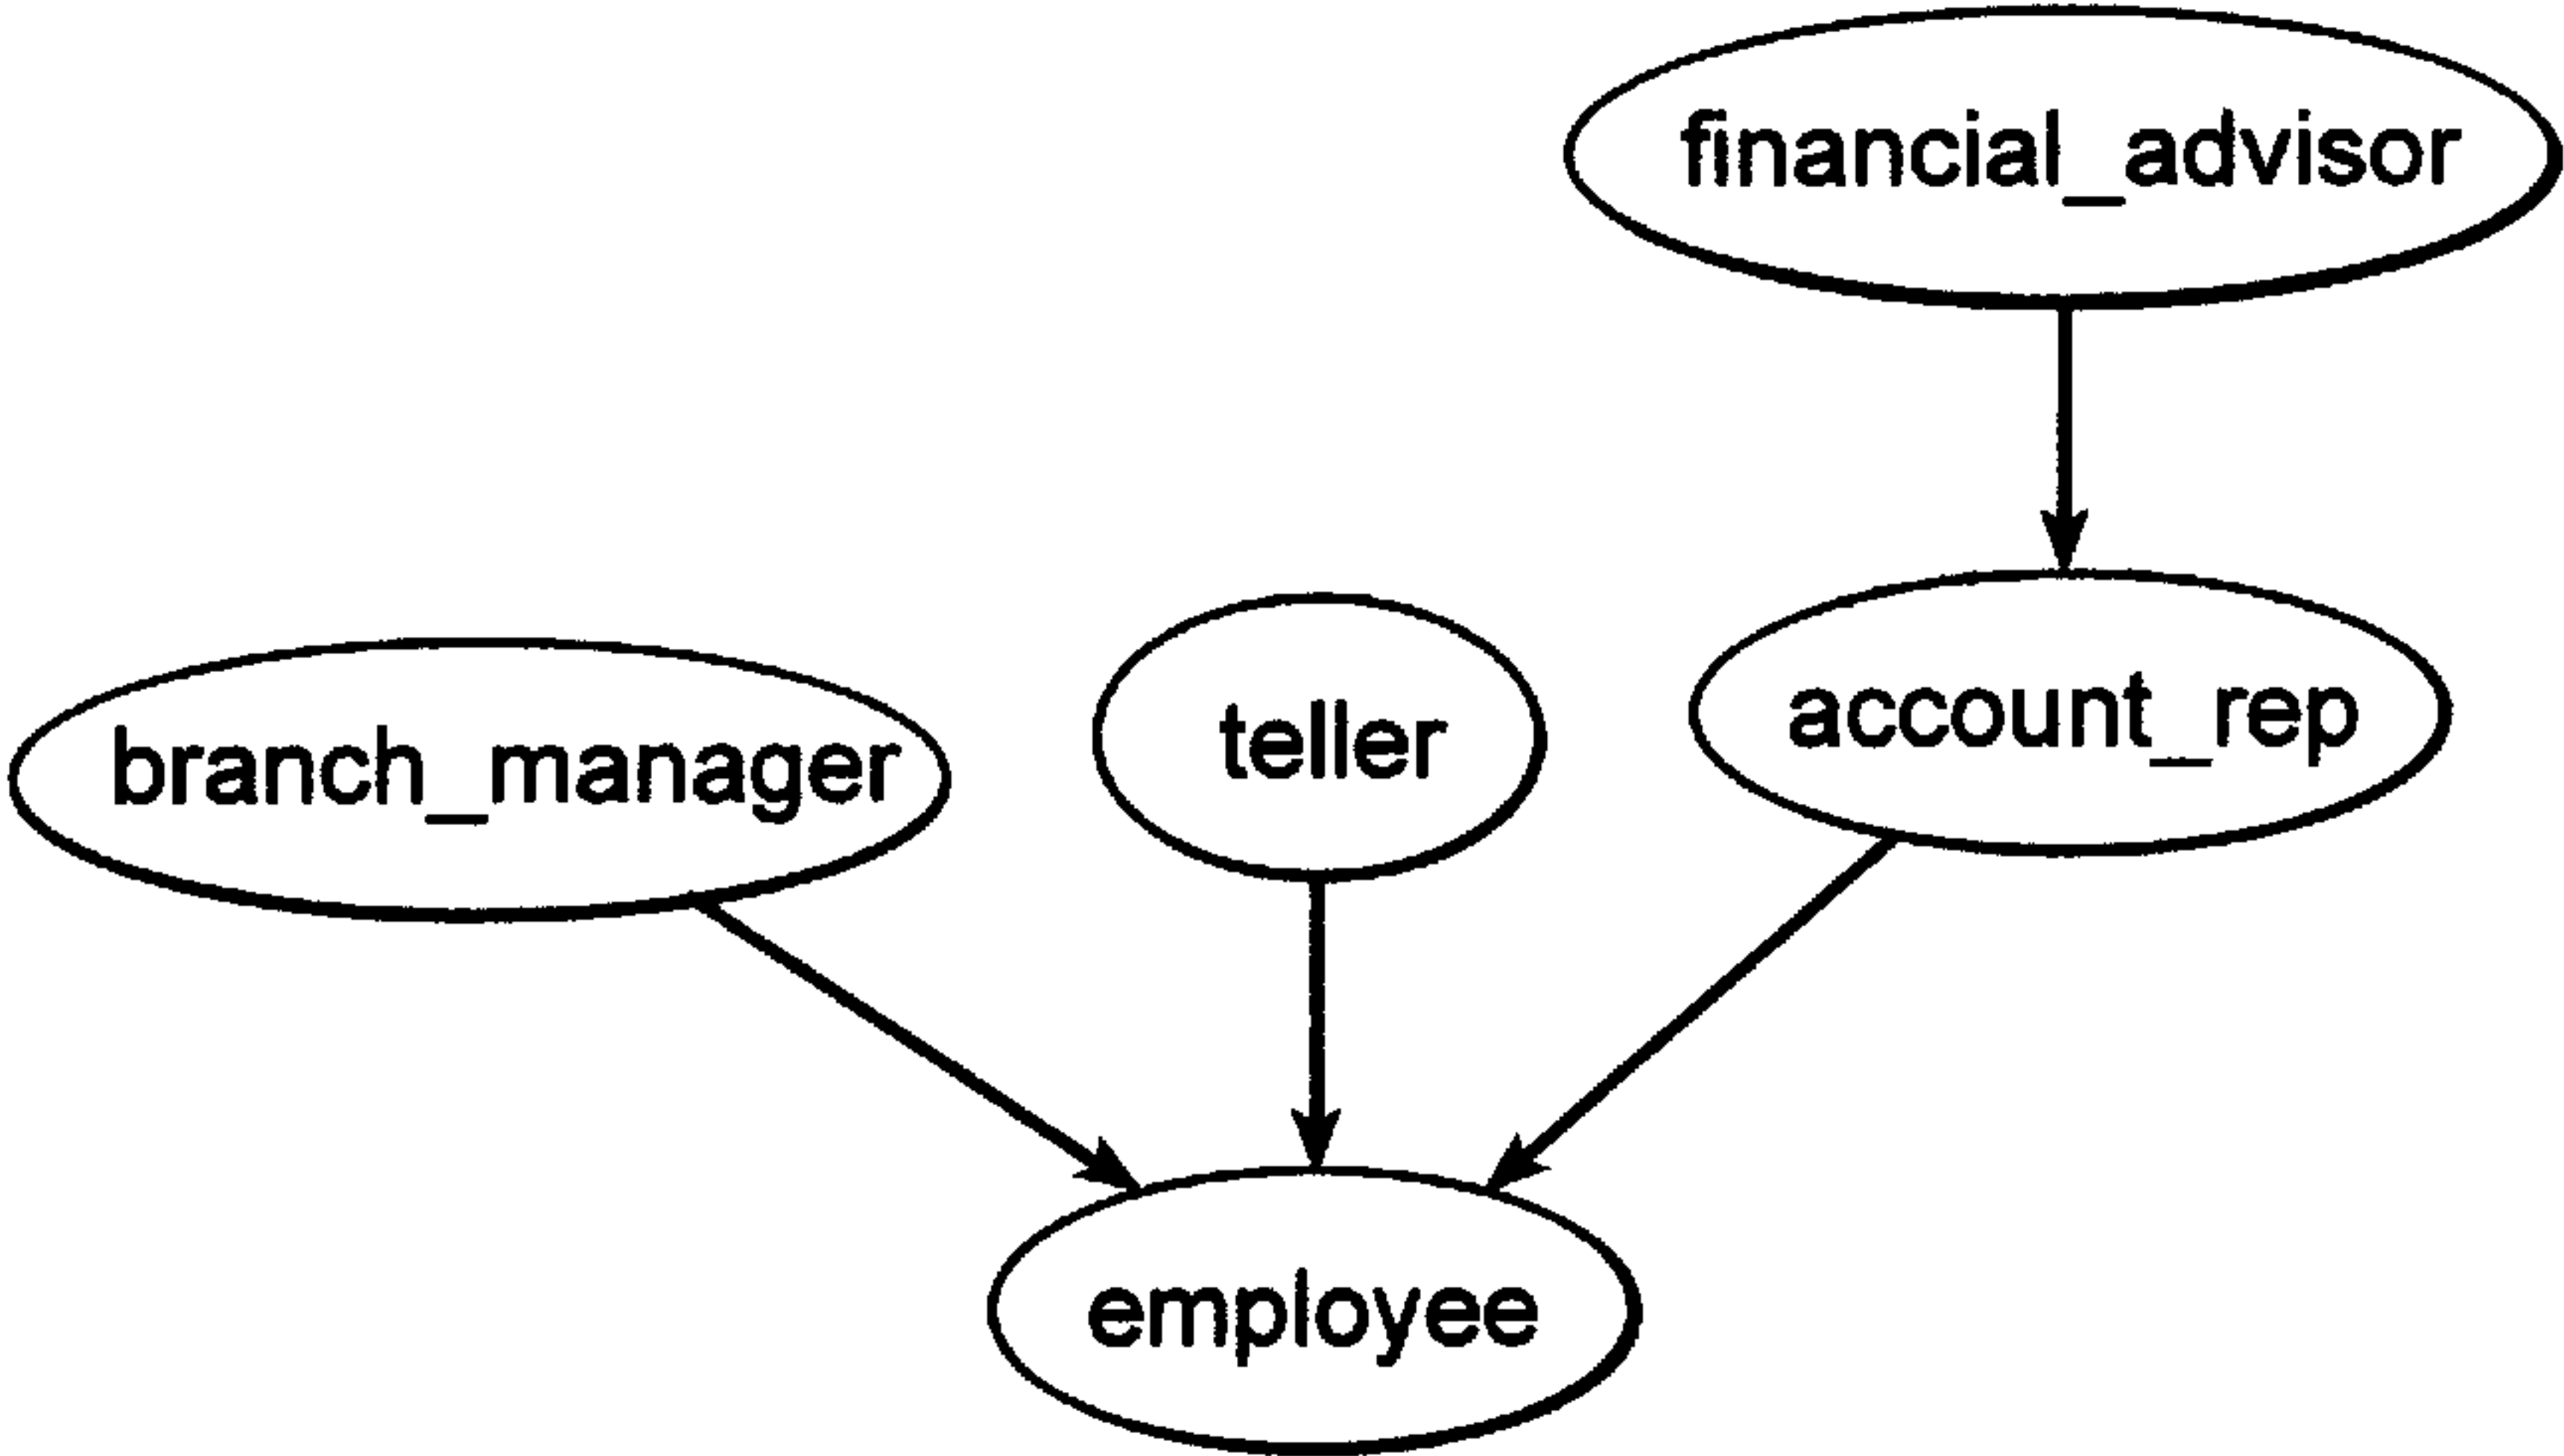 financial_advisor
branch_manager
teller
account_rep
employee